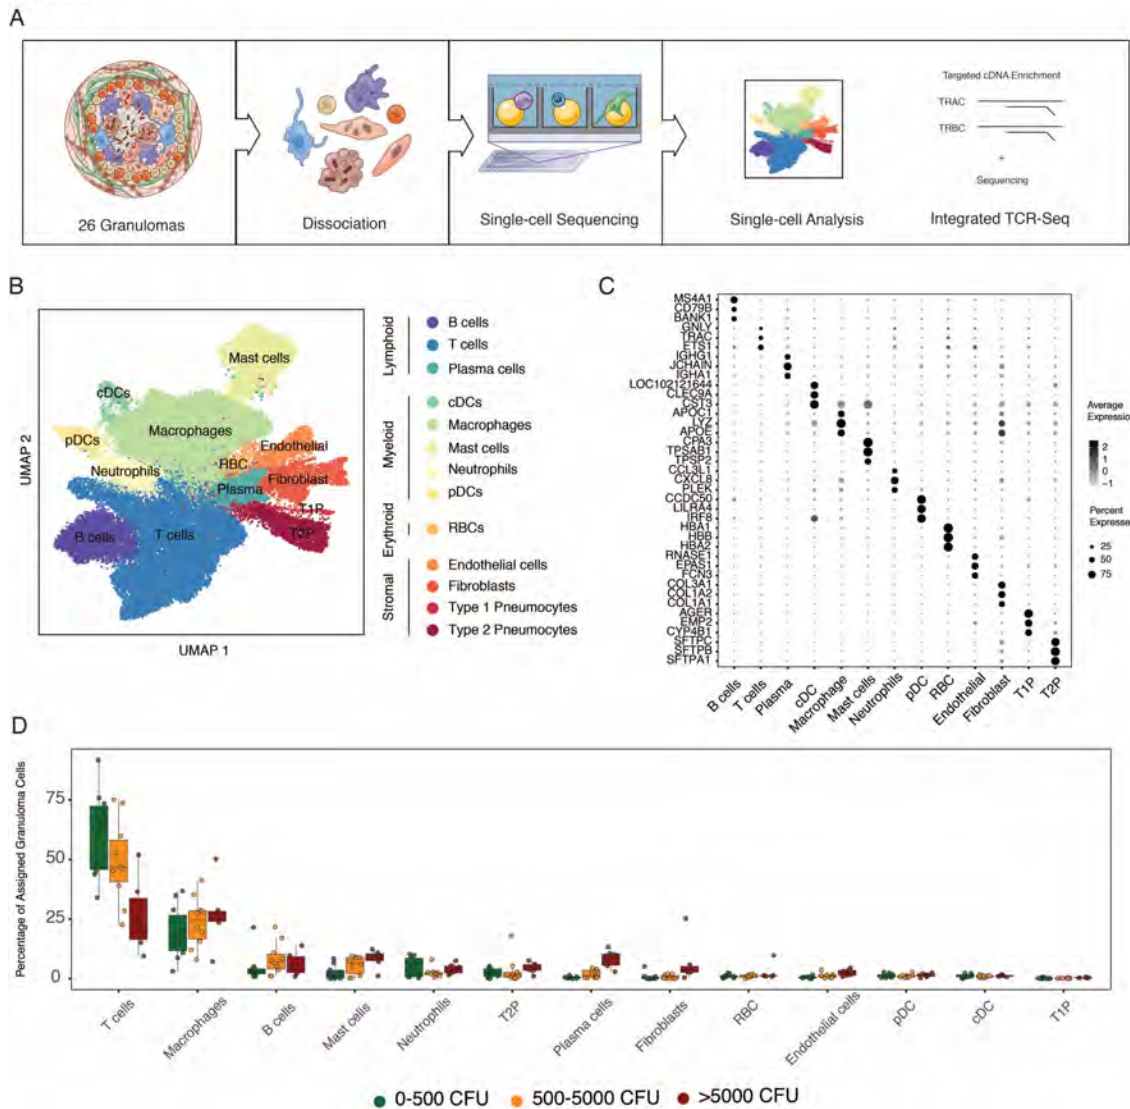 A
26 Granulomas
Dissociation
Single-cell Sequencing
Single-cell Analysis
Targeted cDNA Enrichment
TRAC
TRBC
+
Sequencing
Integrated TCR-Seq
B
UMAP 2
UMAP 1
Mast cells
cDCs
Macrophages
pDCs
Endothelial
RBC
Neutrophils
Fibroblast
Plasma
T1P
T2P
B cells
T cells
Lymphoid
B cells
T cells
Plasma cells
Myeloid
cDCs
Macrophages
Mast cells
Neutrophils
pDCs
Erythroid
RBCs
Stromal
Endothelial cells
Fibroblasts
Type 1 Pneumocytes
Type 2 Pneumocytes
C
MS4A1
CD79B
BANK1
GNLY
TRAC
ETS1
IGHG1
JCHAIN
IGHA1
LOC102121644
CLEC9A
CST3
APOC1
LYZ
APOE
CPA3
TPSAB1
TPSP2
CCL3L1
CXCL8
PLEK
CCDC50
LILRA4
IRF8
HBA1
HBB
HBA2
RNASE1
EPAS1
FCN3
COL3A1
COL1A2
COL1A1
AGER
EMP2
CYP4B1
SFTPC
SFTPB
SFTPA1
B cells
T cells
Plasma
cDC
Macrophage
Mast cells
Neutrophils
pDC
RBC
Endothelial
Fibroblast
T1P
T2P
Average
Expressio
2
1
0
−1
Percent
Expresse
25
50
75
D
Percentage of Assigned Granuloma Cells
75
50
25
0
T cells
Macrophages
B cells
Mast cells
Neutrophils
T2P
Plasma cells
Fibroblasts
RBC
Endothelial cells
pDC
cDC
T1P
0-500 CFU
500-5000 CFU
>5000 CFU